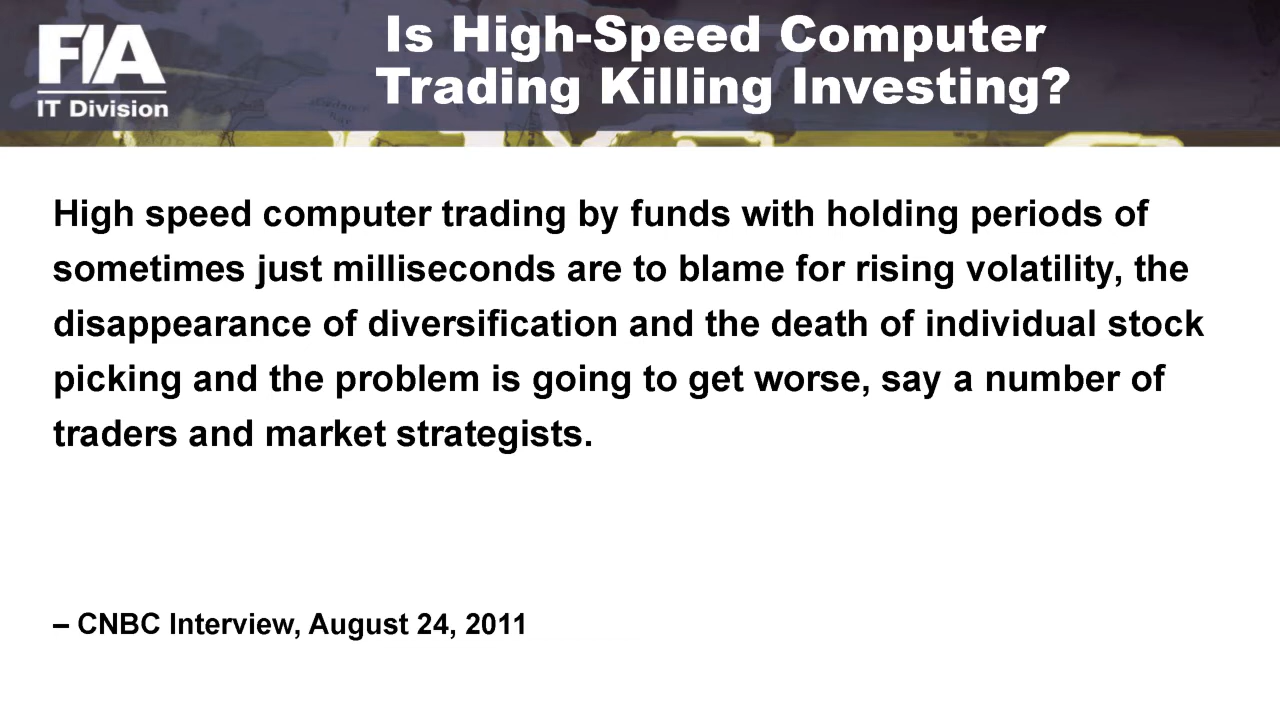 FIA
IT Division
Is High-Speed Computer
Trading Killing Investing?
High speed computer trading by funds with holding periods of
sometimes just milliseconds are to blame for rising volatility, the
disappearance of diversification and the death of individual stock
picking and the problem is going to get worse, say a number of
traders and market strategists.
– CNBC Interview, August 24, 2011